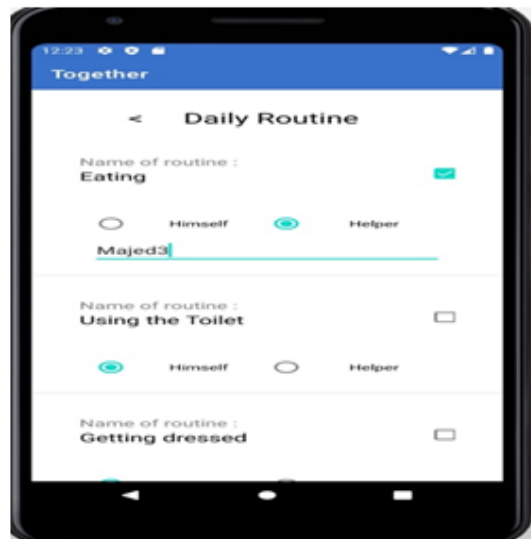 12:23
Together
< Daily Routine
Name of routine :
Eating
Himself Helper
Majed3
Name of routine :
Using the Toilet
Himself Helper
Name of routine :
Getting dressed